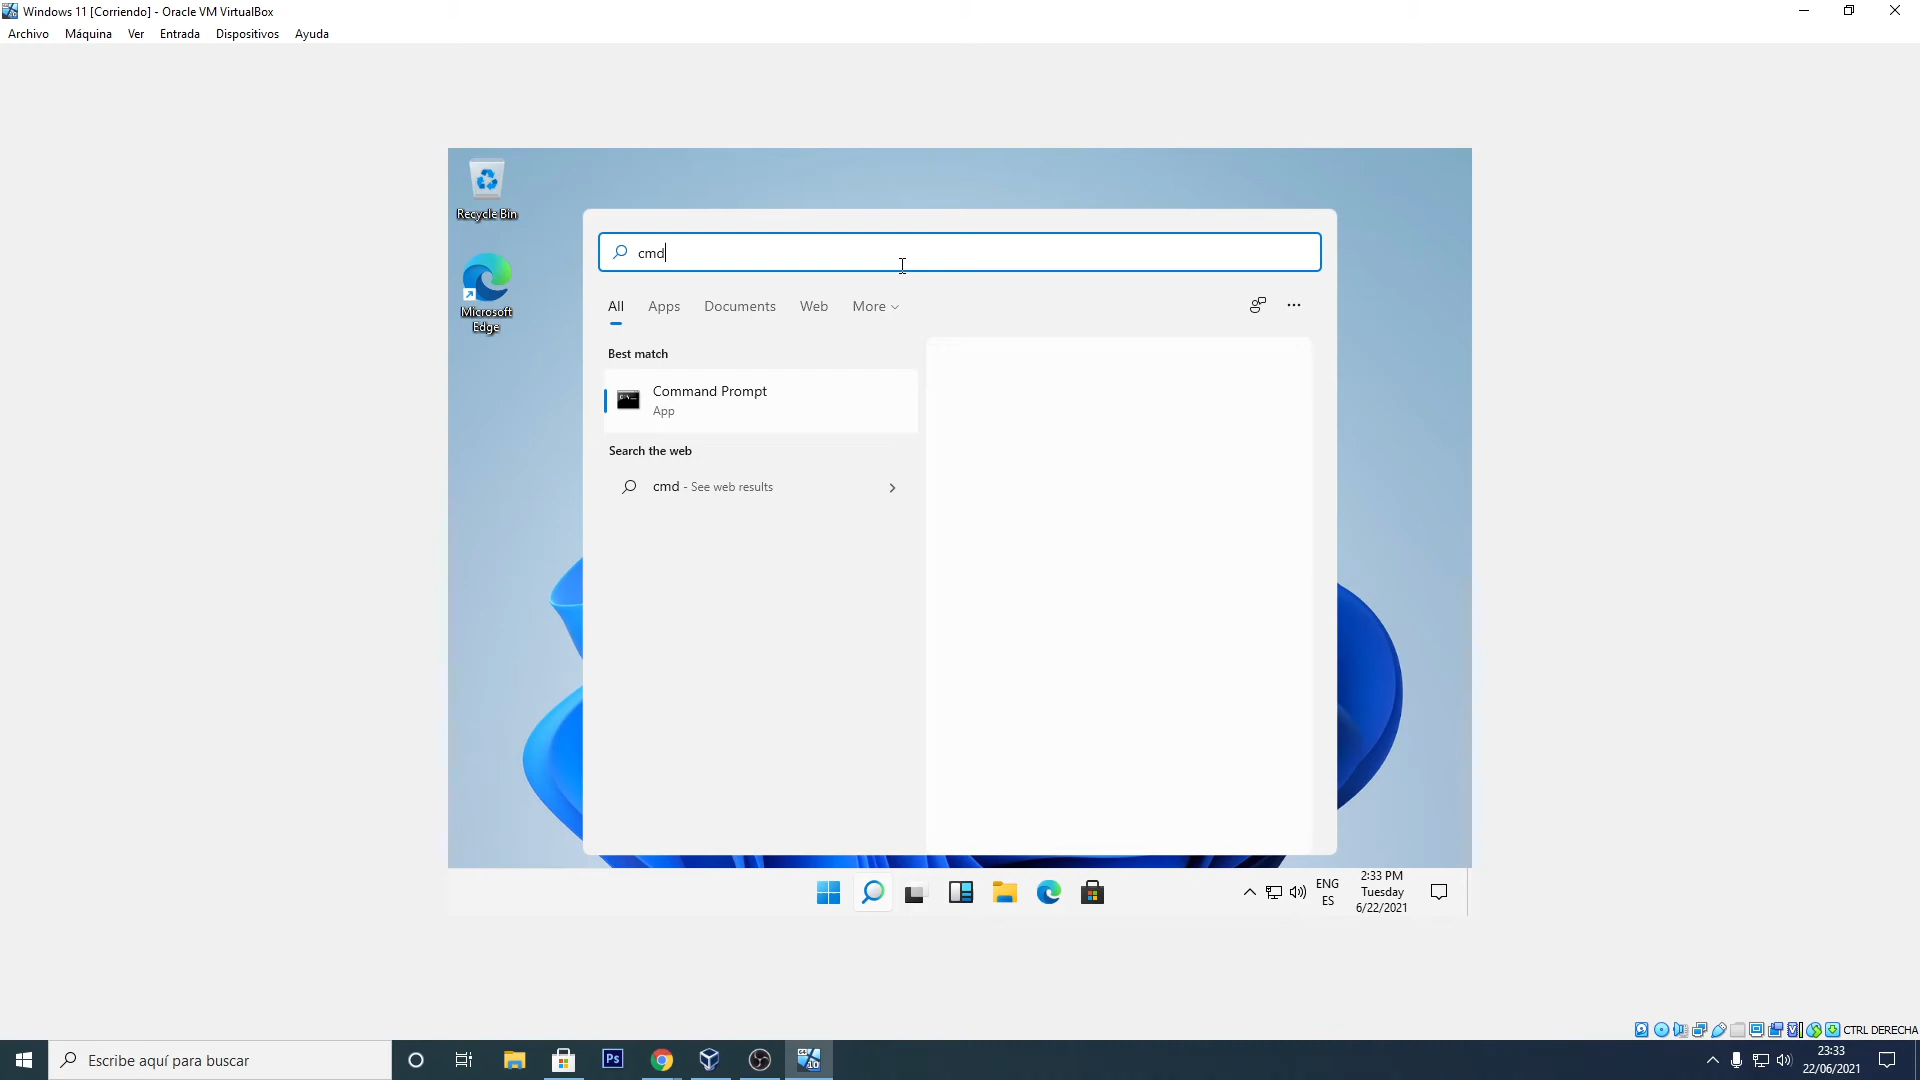 Windows 11 [Corriendo] - Oracle VM VirtualBox
Archivo Máquina Ver Entrada Dispositivos Ayuda
Recycle Bin
Microsoft
Edge
cmd
All Apps Documents Web More
Best match
Command Prompt
App
Search the web
cmd - See web results
ENG
ES
2:33 PM
Tuesday
6/22/2021
CTRL DERECHA
Escribe aquí para buscar
Ps
23:33
22/06/2021